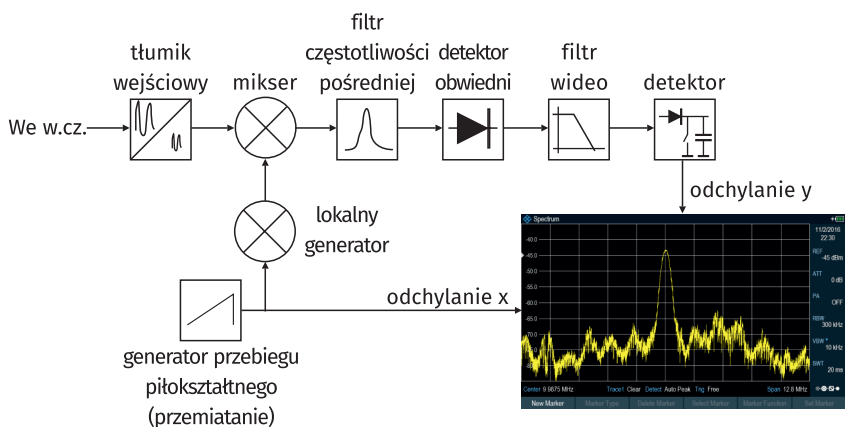 tłumik
wejściowy
mikser
filtr
częstotliwości
pośredniej
detektor
obwiedni
filtr
wideo
detektor
We w.cz.
odchylanie y
lokalny
generator
odchylanie x
generator przebiegu
piłokształtnego
(przemiatanie)
Spectrum
11/2/2016
22:30
REF
-45 dBm
ATT
0 dB
PA
OFF
RBW
300 kHz
VBW
10 kHz
SWT
20 ms
-40.0
-45.0
-50.0
-55.0
-60.0
-65.0
-70.0
Center 9.9875 MHz Trace1 Clear Detect Auto Peak Trig Free Span 12.8 MHz
New Marker Marker Type Delete Marker Select Marker Marker Function Set Marker